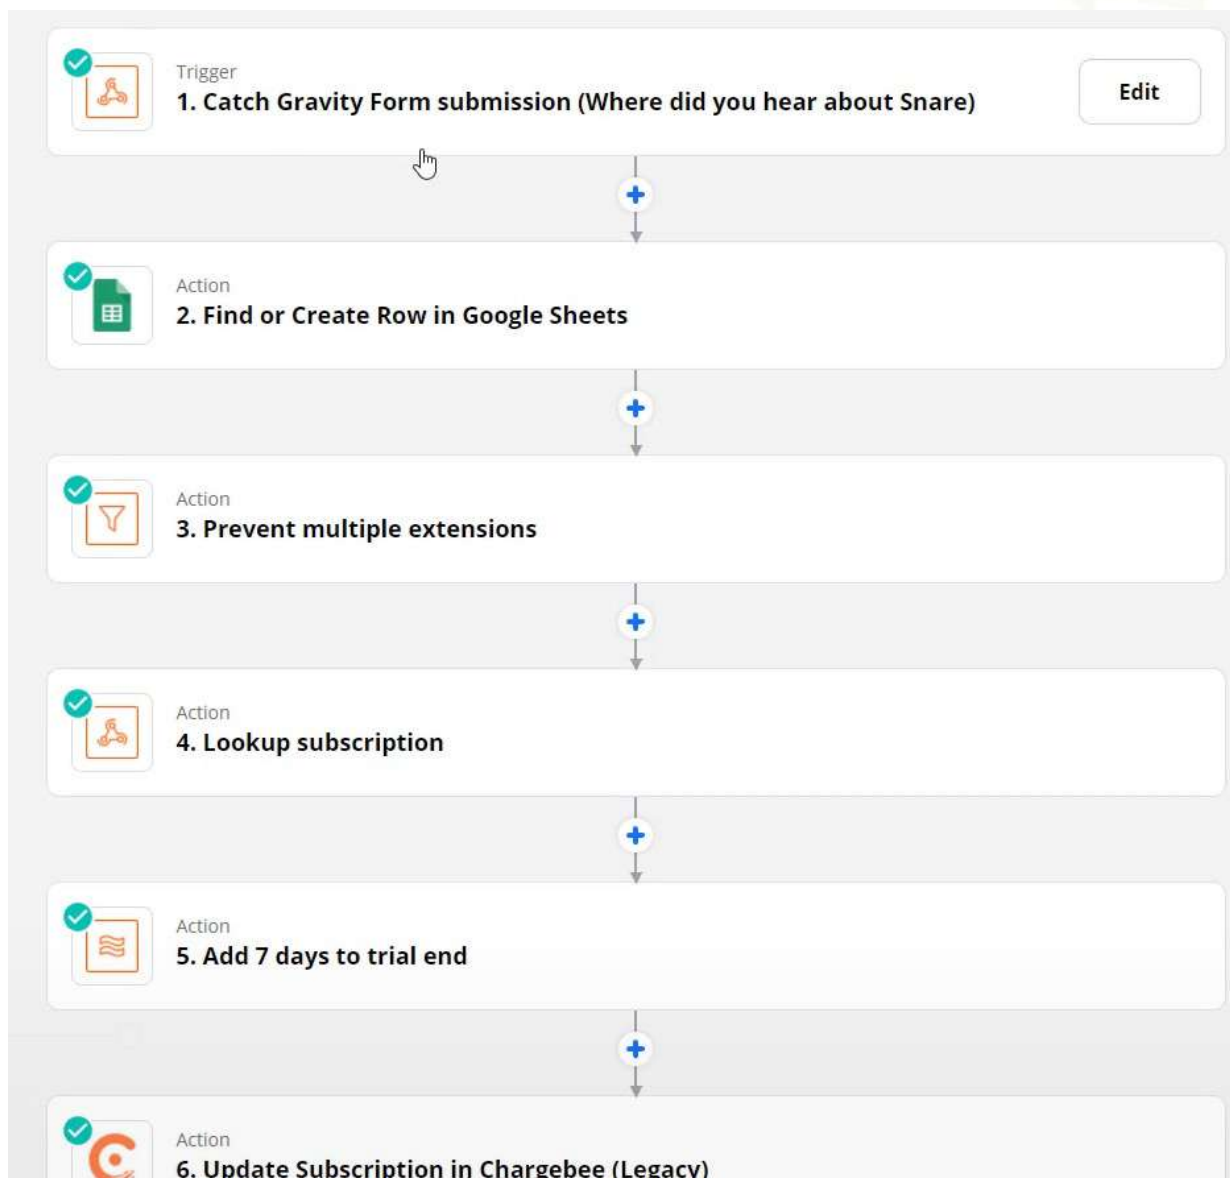 Trigger
1. Catch Gravity Form submission (Where did you hear about Snare)
Edit
Action
2. Find or Create Row in Google Sheets
Action
3. Prevent multiple extensions
Action
4. Lookup subscription
Action
5. Add 7 days to trial end
Action
6. Update Subscription in Chargebee (Legacy)